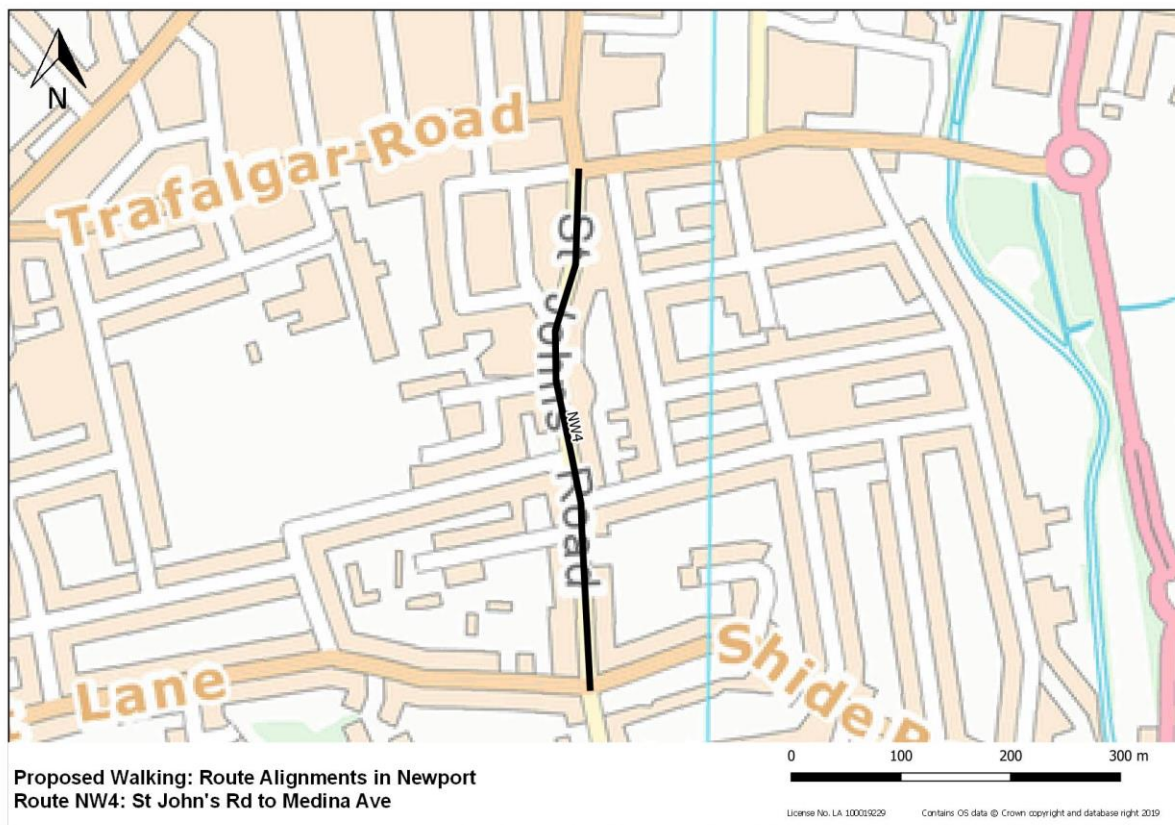 N
Trafalgar Road
St Johns Road
NW4
Lane
Shide
Proposed Walking: Route Alignments in Newport
Route NW4: St John's Rd to Medina Ave
0 100 200 300 m
License No. LA 100019229 Contains OS data © Crown copyright and database right 2019